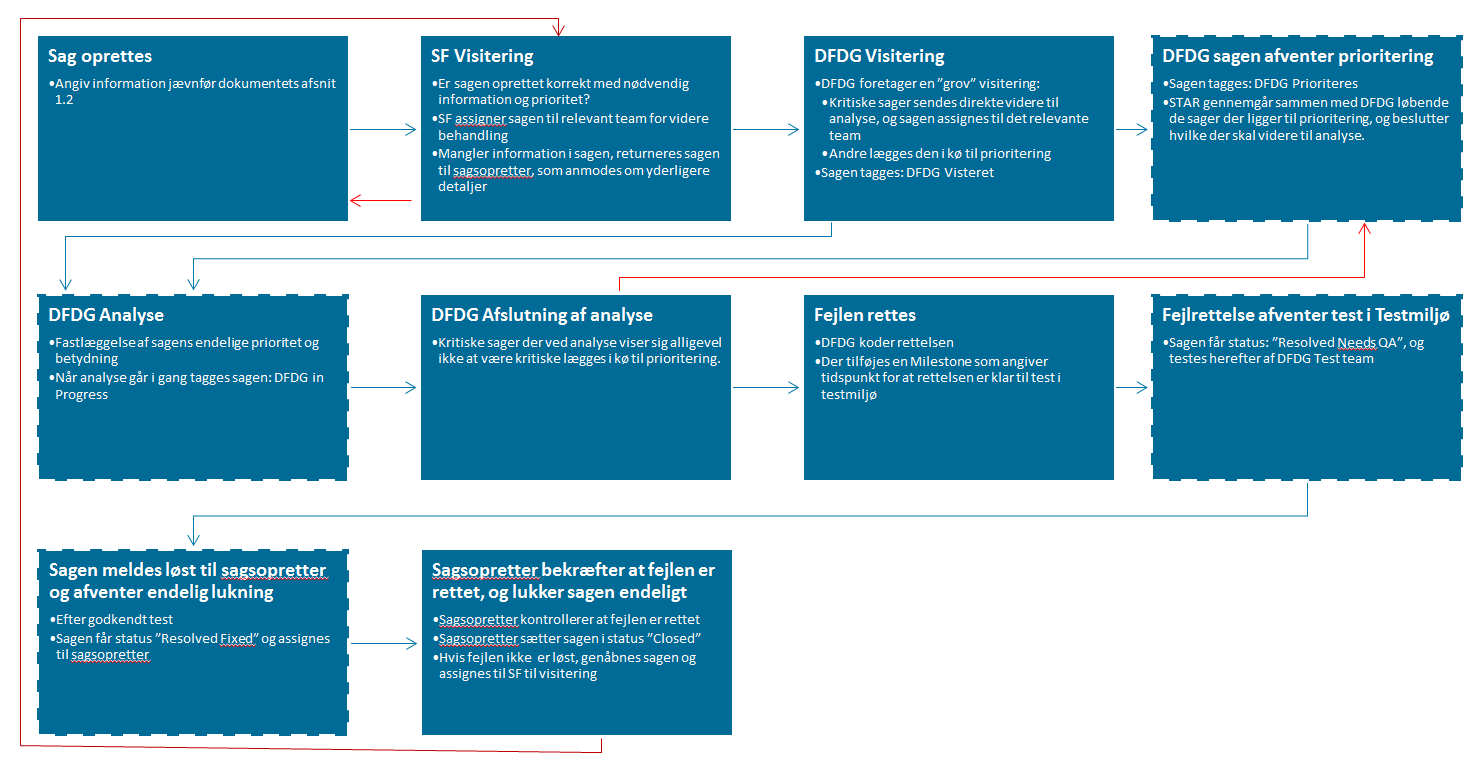 Sag oprettes
•Angiv information jævnfør dokumentets afsnit
1.2
SF Visitering
•Er sagen oprettet korrekt med nødvendig
information og prioritet?
•SF assigner sagen til relevant team for videre
behandling
•Mangler information i sagen, returneres sagen
til sagsopretter, som anmodes om yderligere
detaljer
DFDG Visitering
•DFDG foretager en ”grov” visitering:
•Kritiske sager sendes direkte videre til
analyse, og sagen assignes til det relevante
team
•Andre lægges den i kø til prioritering
•Sagen tagges: DFDG Visteret
DFDG sagen afventer prioritering
•Sagen tagges: DFDG Prioriteres
•STAR gennemgår sammen med DFDG løbende
de sager der ligger til prioritering, og beslutter
hvilke der skal videre til analyse.
DFDG Analyse
•Fastlæggelse af sagens endelige prioritet og
betydning
•Når analyse går i gang tagges sagen: DFDG in
Progress
DFDG Afslutning af analyse
•Kritiske sager der ved analyse viser sig alligevel
ikke at være kritiske lægges i kø til prioritering.
Fejlen rettes
•DFDG koder rettelsen
•Der tilføjes en Milestone som angiver
tidspunkt for at rettelsen er klar til test i
testmiljø
Fejlrettelse afventer test i Testmiljø
•Sagen får status: ”Resolved Needs QA”, og
testes herefter af DFDG Test team
Sagen meldes løst til sagsopretter
og afventer endelig lukning
•Efter godkendt test
•Sagen får status ”Resolved Fixed” og assignes
til sagsopretter
Sagsopretter bekræfter at fejlen er
rettet, og lukker sagen endeligt
•Sagsopretter kontrollerer at fejlen er rettet
•Sagsopretter sætter sagen i status ”Closed”
•Hvis fejlen ikke er løst, genåbnes sagen og
assignes til SF til visitering